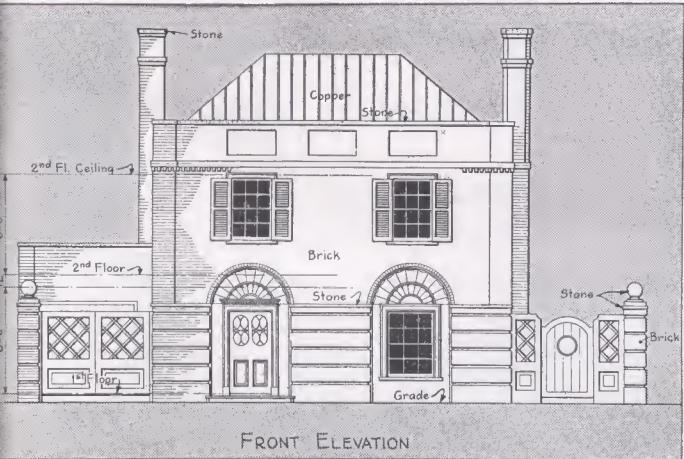 Stone
Copper
Stone
2nd Fl. Ceiling
Brick
2nd Floor
Stone
Stone
Brick
1st Floor
Grade
FRONT ELEVATION